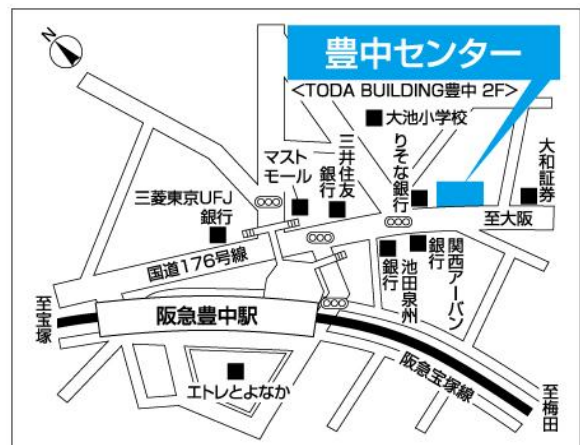 N
豊中センター
<TODA BUILDING豊中 2F>
大池小学校
三井住友
銀行
りそな銀行
大和証券
マスト
モール
三菱東京UFJ
銀行
至大阪
国道176号線
関西アーバン
銀行
池田泉州
銀行
至宝塚
阪急豊中駅
阪急宝塚線
エトレとよなか
至梅田